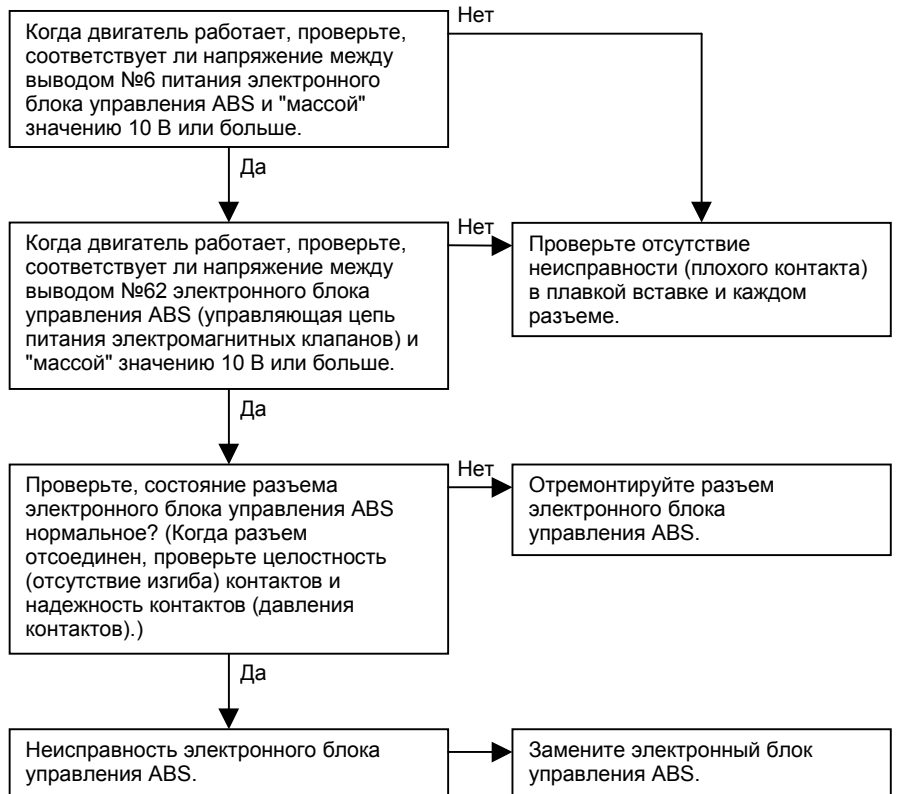 Нет
Когда двигатель работает, проверьте,
соответствует ли напряжение между
выводом №6 питания электронного
блока управления ABS и "массой"
значению 10 В или больше.
Да
Когда двигатель работает, проверьте,
соответствует ли напряжение между
выводом №62 электронного блока
управления ABS (управляющая цепь
питания электромагнитных клапанов) и
"массой" значению 10 В или больше.
Нет
Проверьте отсутствие
неисправности (плохого контакта)
в плавкой вставке и каждом
разъеме.
Да
Проверьте, состояние разъема
электронного блока управления ABS
нормальное? (Когда разъем
отсоединен, проверьте целостность
(отсутствие изгиба) контактов и
надежность контактов (давления
контактов).)
Нет
Отремонтируйте разъем
электронного блока
управления ABS.
Да
Неисправность электронного блока
управления ABS.
Замените электронный блок
управления ABS.